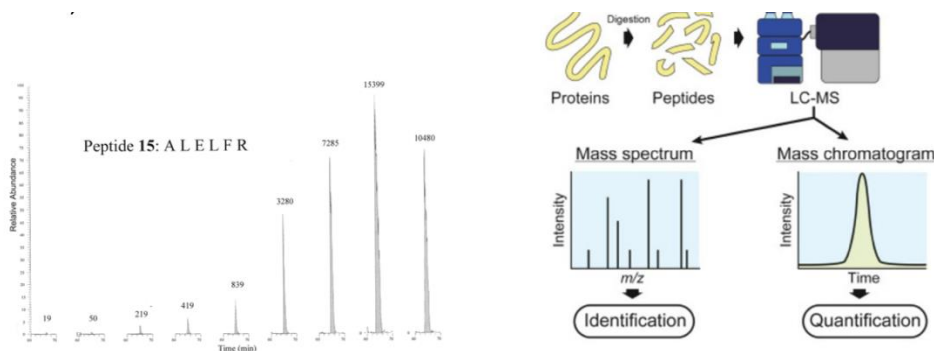 Relative Abundance
100
Peptide 15: A L E L F R
19
50
219
419
839
3280
7285
15399
10480
Time (min)
Digestion
Proteins
Peptides
LC-MS
Mass spectrum
Mass chromatogram
Intensity
m/z
Intensity
Time
Identification
Quantification